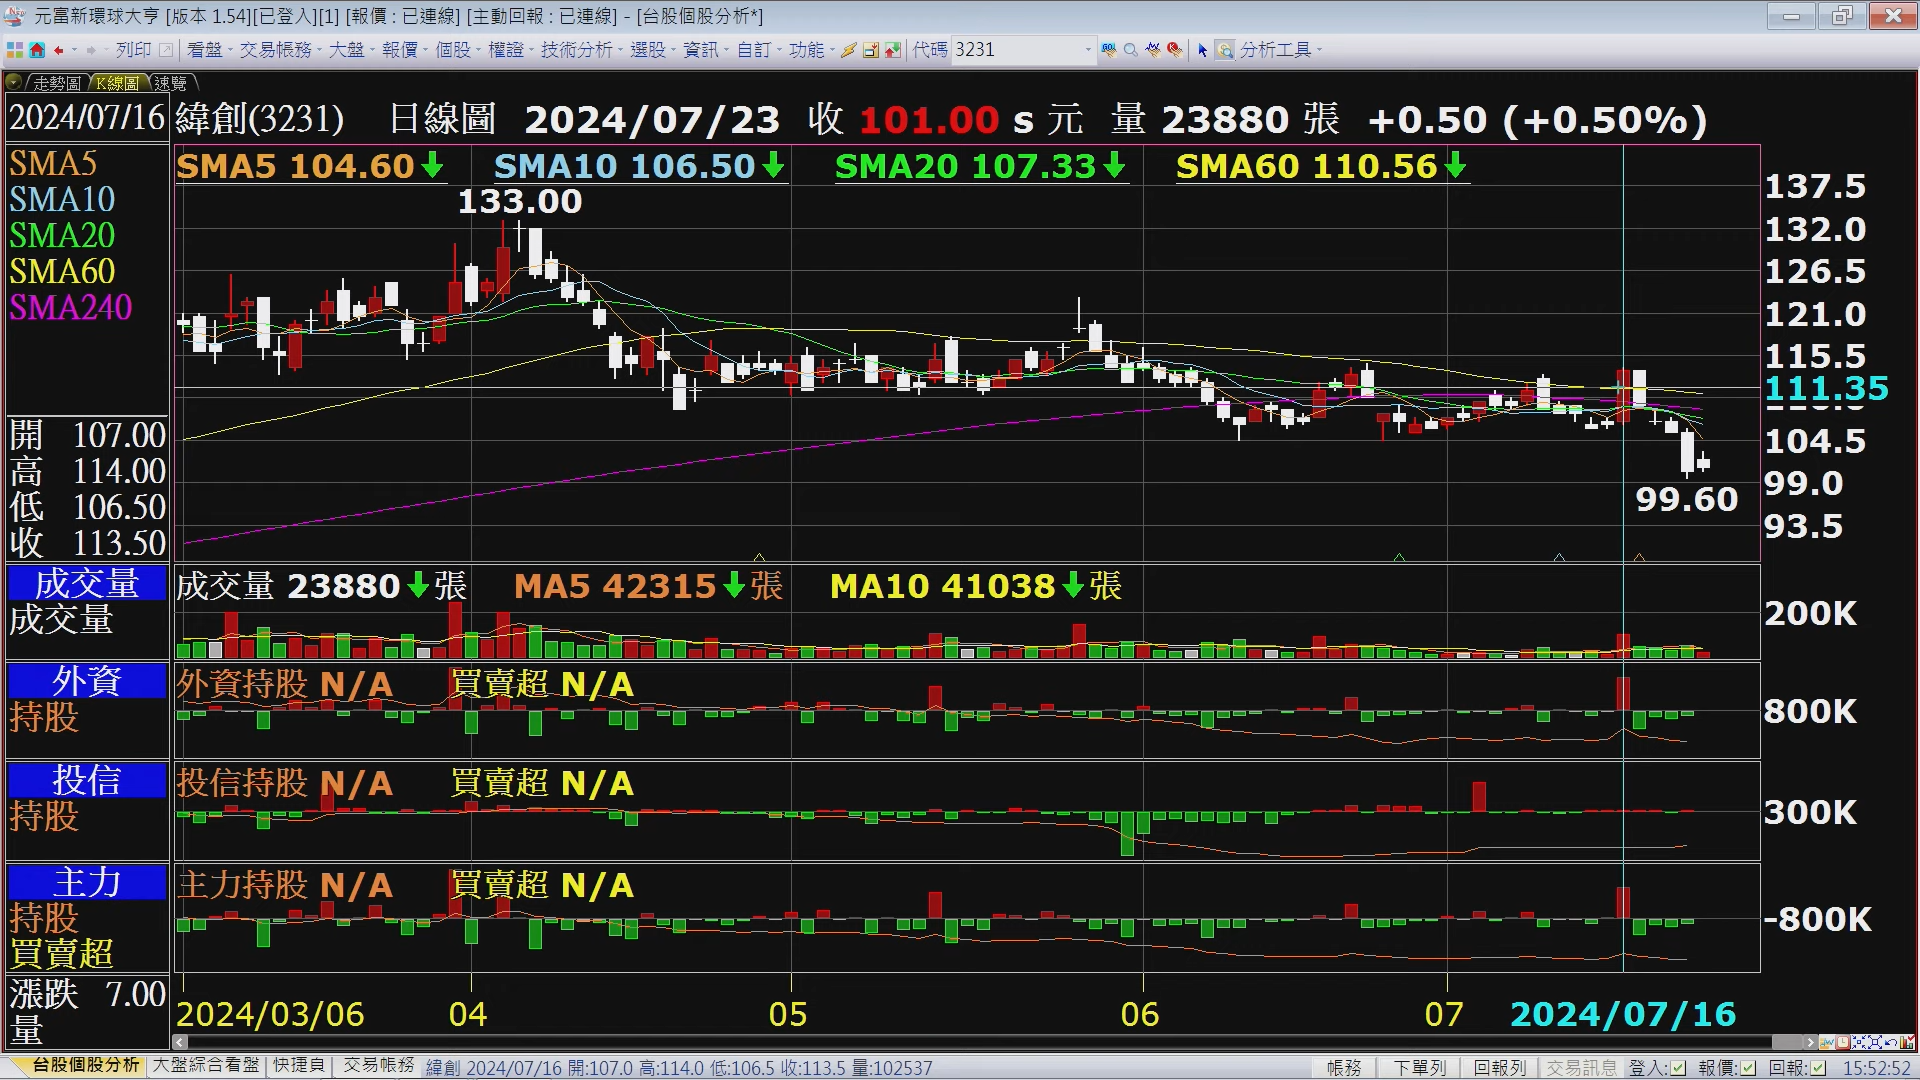 元富新環球大亨 [版本 1.54][已登入][1] [報價 : 已連線] [主動回報 : 已連線] - [台股個股分析*]
列印 看盤 交易帳務 大盤 報價 個股 權證 技術分析 選股 資訊 自訂 功能 代碼 3231 分析工具
走勢圖 K線圖 速覽
2024/07/16 緯創(3231) 日線圖 2024/07/23 收 101.00 s 元 量 23880 張 +0.50 (+0.50%)
SMA5 SMA5 104.60 SMA10 106.50 SMA20 107.33 SMA60 110.56
SMA10
SMA20
SMA60
SMA240
133.00
137.5
132.0
126.5
121.0
115.5
111.35
104.5
99.0
93.5
99.60
開 107.00
高 114.00
低 106.50
收 113.50
成交量 成交量 23880 張 MA5 42315 張 MA10 41038 張
成交量 200K
外資 外資持股 N/A 買賣超 N/A
持股 800K
投信 投信持股 N/A 買賣超 N/A
持股 300K
主力 主力持股 N/A 買賣超 N/A
持股 -800K
買賣超
漲跌 7.00
量
2024/03/06 04 05 06 07 2024/07/16
台股個股分析 大盤綜合看盤 快捷頁 交易帳務 緯創 2024/07/16 開:107.0 高:114.0 低:106.5 收:113.5 量:102537 帳務 下單列 回報列 交易訊息 登入: 報價: 回報: 15:52:52